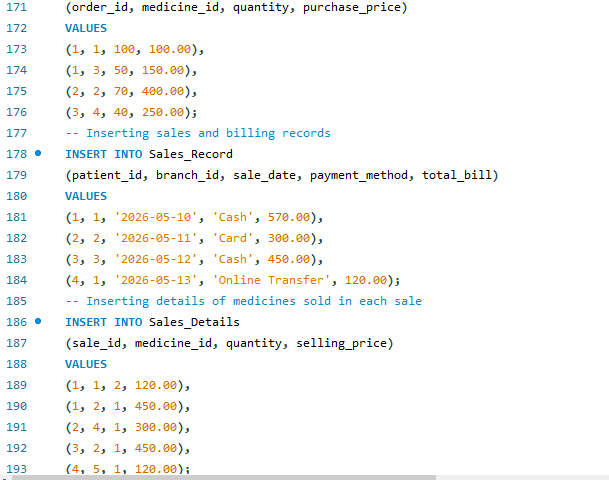 171 (order_id, medicine_id, quantity, purchase_price)
172 VALUES
173 (1, 1, 100, 100.00),
174 (1, 3, 50, 150.00),
175 (2, 2, 70, 400.00),
176 (3, 4, 40, 250.00);
177 -- Inserting sales and billing records
178 INSERT INTO Sales_Record
179 (patient_id, branch_id, sale_date, payment_method, total_bill)
180 VALUES
181 (1, 1, '2026-05-10', 'Cash', 570.00),
182 (2, 2, '2026-05-11', 'Card', 300.00),
183 (3, 3, '2026-05-12', 'Cash', 450.00),
184 (4, 1, '2026-05-13', 'Online Transfer', 120.00);
185 -- Inserting details of medicines sold in each sale
186 INSERT INTO Sales_Details
187 (sale_id, medicine_id, quantity, selling_price)
188 VALUES
189 (1, 1, 2, 120.00),
190 (1, 2, 1, 450.00),
191 (2, 4, 1, 300.00),
192 (3, 2, 1, 450.00),
193 (4, 5, 1, 120.00);